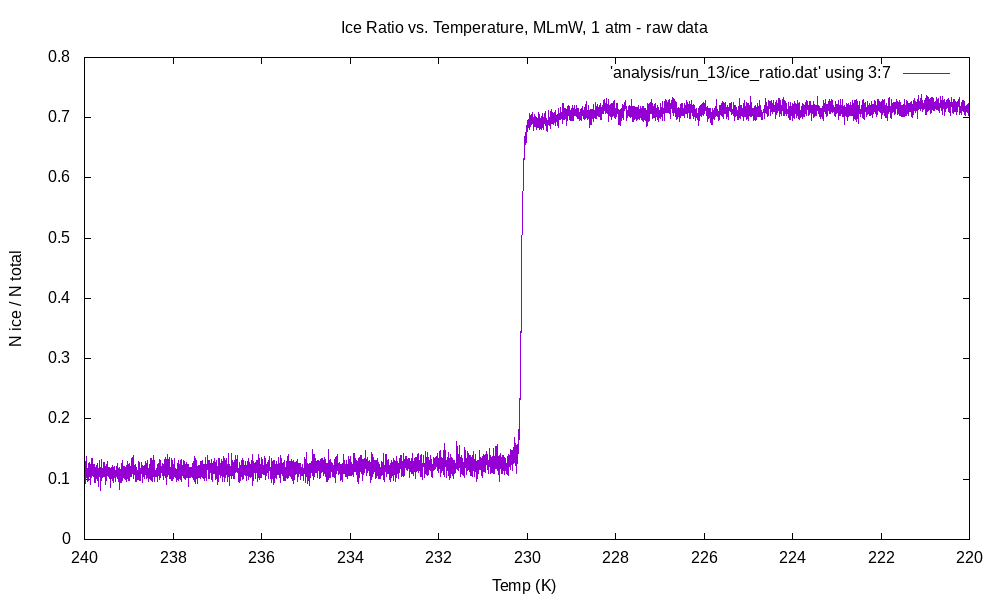 Ice Ratio vs. Temperature, MLmW, 1 atm - raw data
'analysis/run_13/ice_ratio.dat' using 3:7
N ice / N total
0.8
0.7
0.6
0.5
0.4
0.3
0.2
0.1
0
240 238 236 234 232 230 228 226 224 222 220
Temp (K)